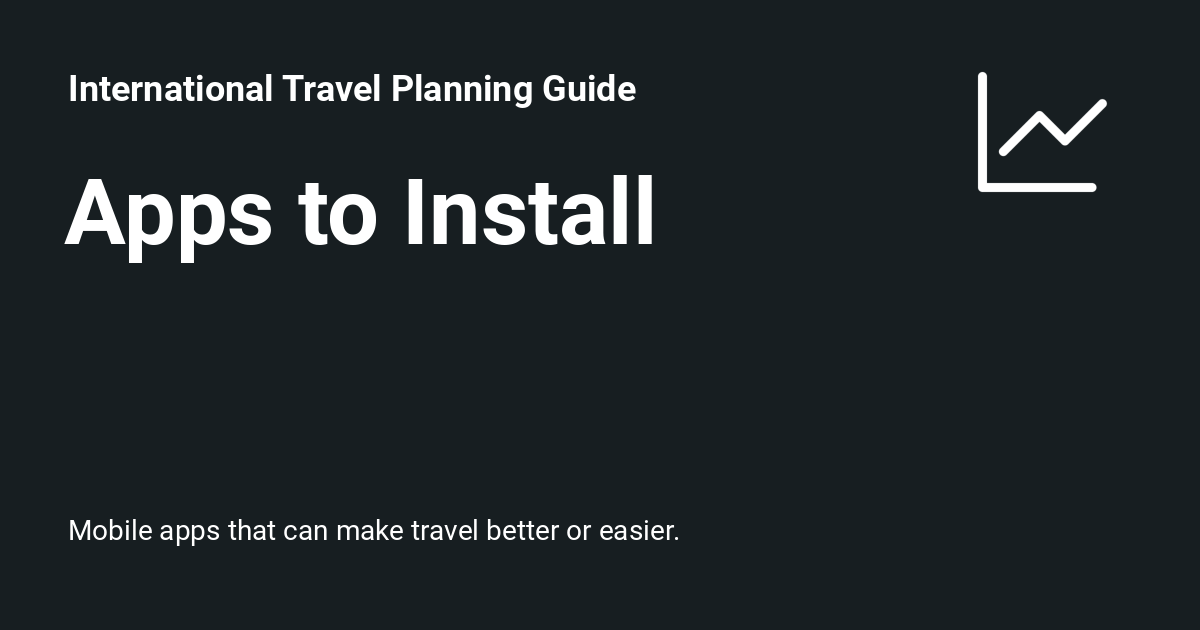 International Travel Planning Guide
Apps to Install
Mobile apps that can make travel better or easier.